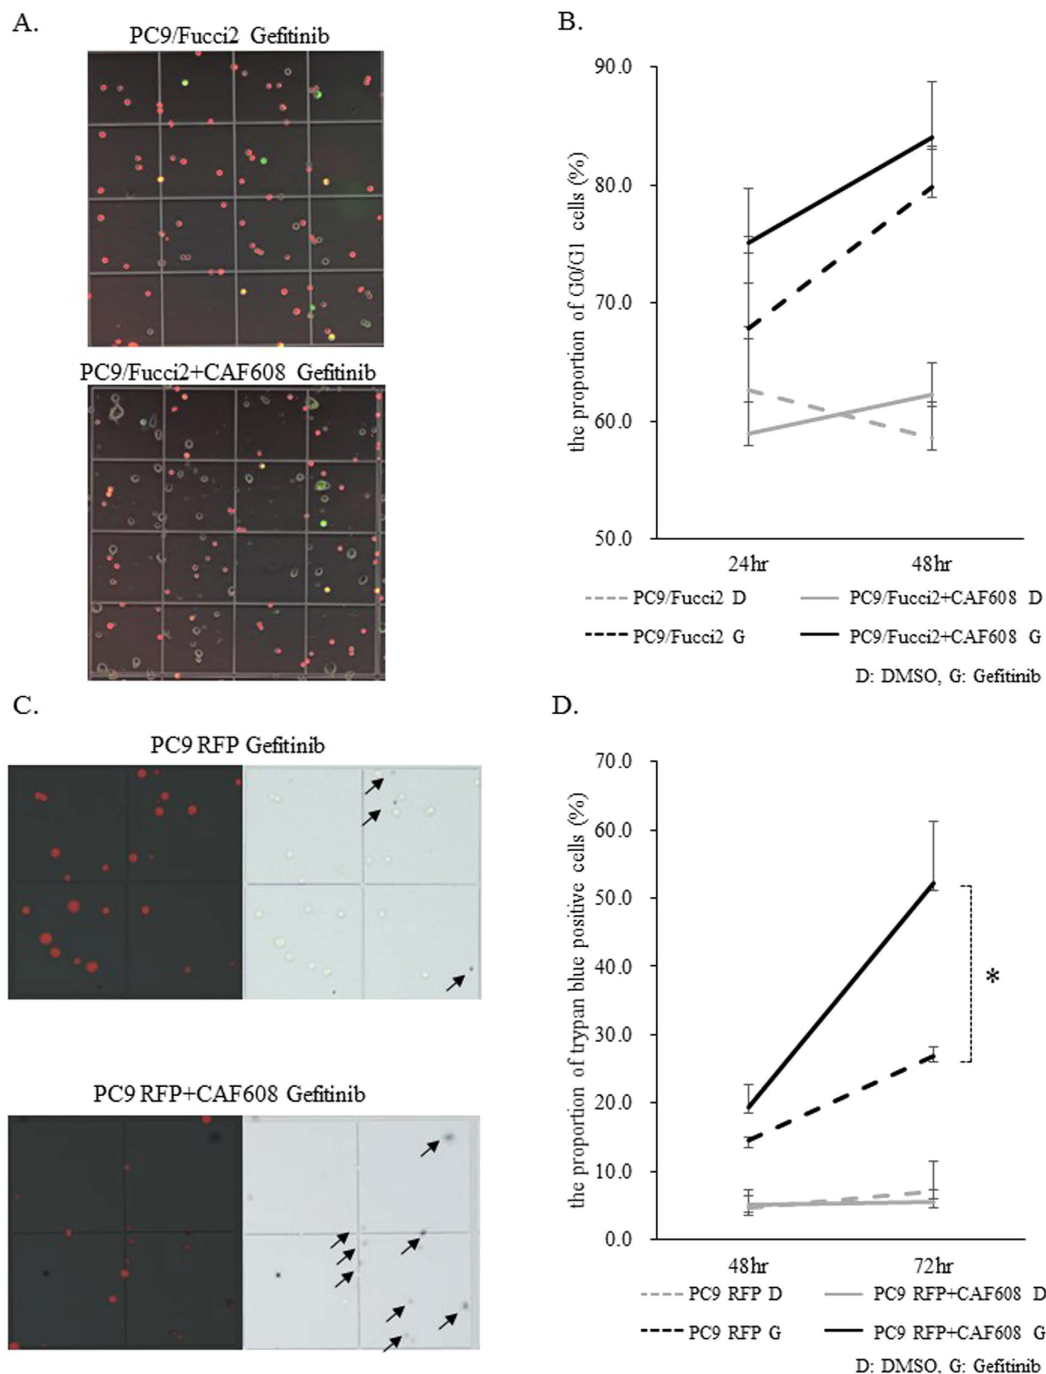 A.
PC9/Fucci2 Gefitinib
PC9/Fucci2+CAF608 Gefitinib
B.
the proportion of G0/G1 cells (%)
90.0
80.0
70.0
60.0
50.0
24hr 48hr
PC9/Fucci2 D PC9/Fucci2+CAF608 D
PC9/Fucci2 G PC9/Fucci2+CAF608 G
D: DMSO, G: Gefitinib
C.
PC9 RFP Gefitinib
PC9 RFP+CAF608 Gefitinib
D.
the proportion of trypan blue positive cells (%)
70.0
60.0
50.0
40.0
30.0
20.0
10.0
0.0
*
48hr 72hr
PC9 RFP D PC9 RFP+CAF608 D
PC9 RFP G PC9 RFP+CAF608 G
D: DMSO, G: Gefitinib